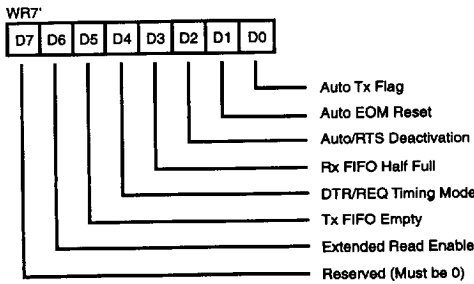 WR7'
D7 D6 D5 D4 D3 D2 D1 D0
Auto Tx Flag
Auto EOM Reset
Auto/RTS Deactivation
Rx FIFO Half Full
DTR/REQ Timing Mode
Tx FIFO Empty
Extended Read Enable
Reserved (Must be 0)